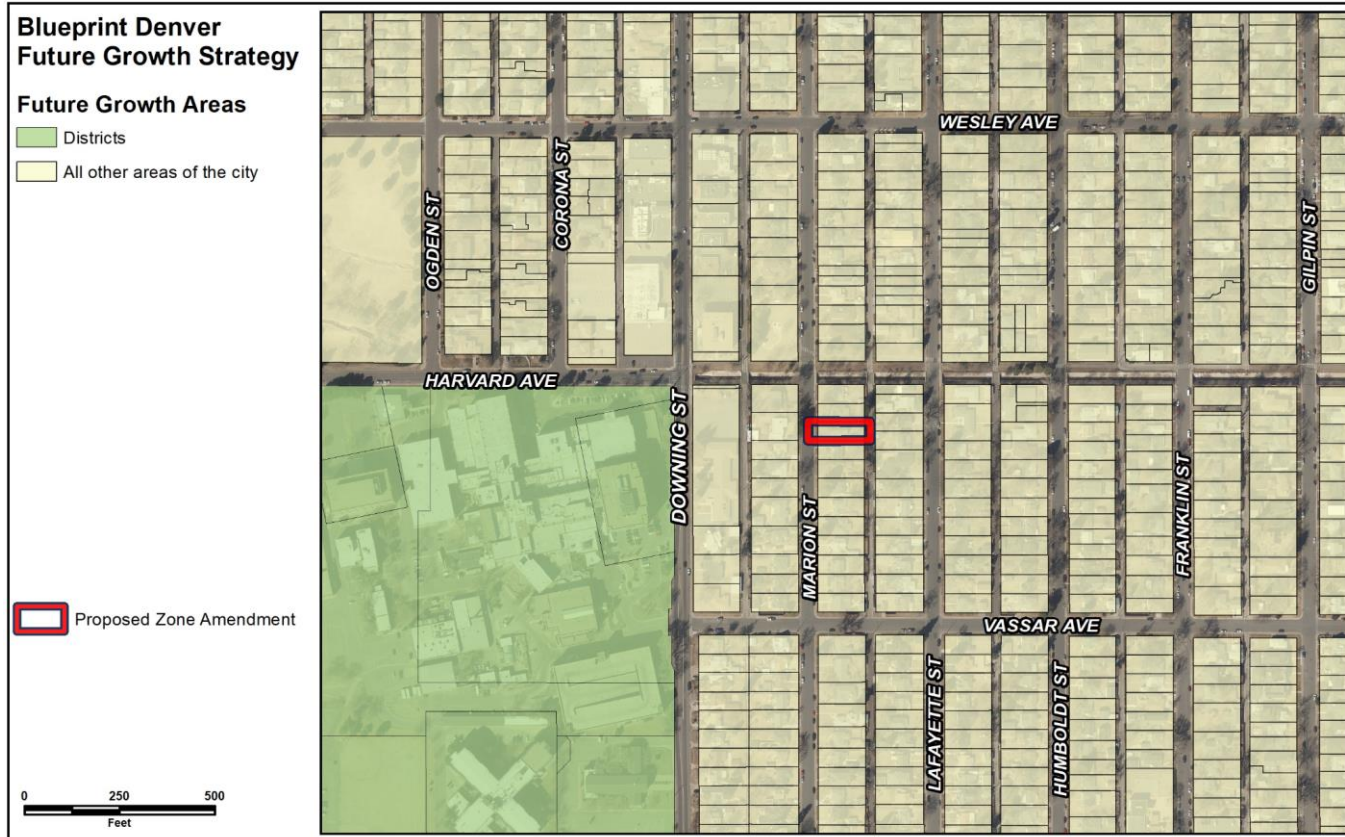 Blueprint Denver
Future Growth Strategy
Future Growth Areas
Districts
All other areas of the city
Proposed Zone Amendment
0 250 500
Feet
WESLEY AVE
OGDEN ST
CORONA ST
GILPIN ST
HARVARD AVE
DOWNING ST
MARION ST
FRANKLIN ST
VASSAR AVE
LAFAYETTE ST
HUMBOLDT ST